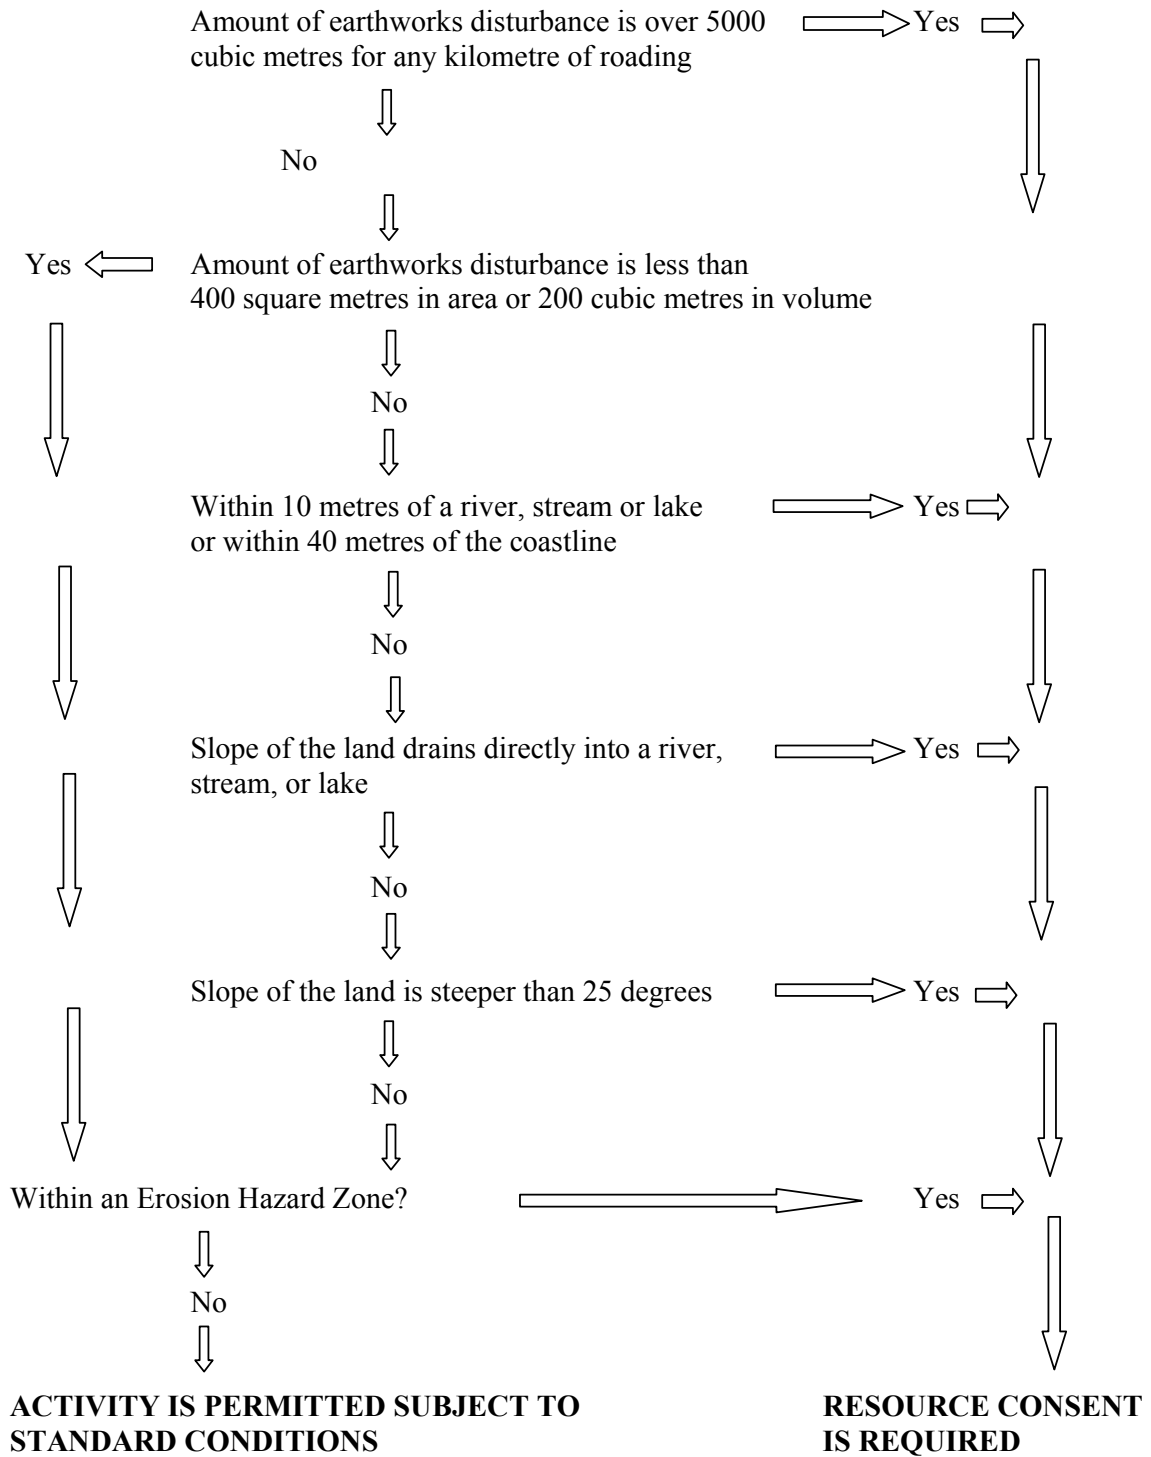 Amount of earthworks disturbance is over 5000 Yes
cubic metres for any kilometre of roading
No
Yes Amount of earthworks disturbance is less than
400 square metres in area or 200 cubic metres in volume
No
Within 10 metres of a river, stream or lake Yes
or within 40 metres of the coastline
No
Slope of the land drains directly into a river, Yes
stream, or lake
No
Slope of the land is steeper than 25 degrees Yes
No
Within an Erosion Hazard Zone? Yes
No
ACTIVITY IS PERMITTED SUBJECT TO
STANDARD CONDITIONS
RESOURCE CONSENT
IS REQUIRED